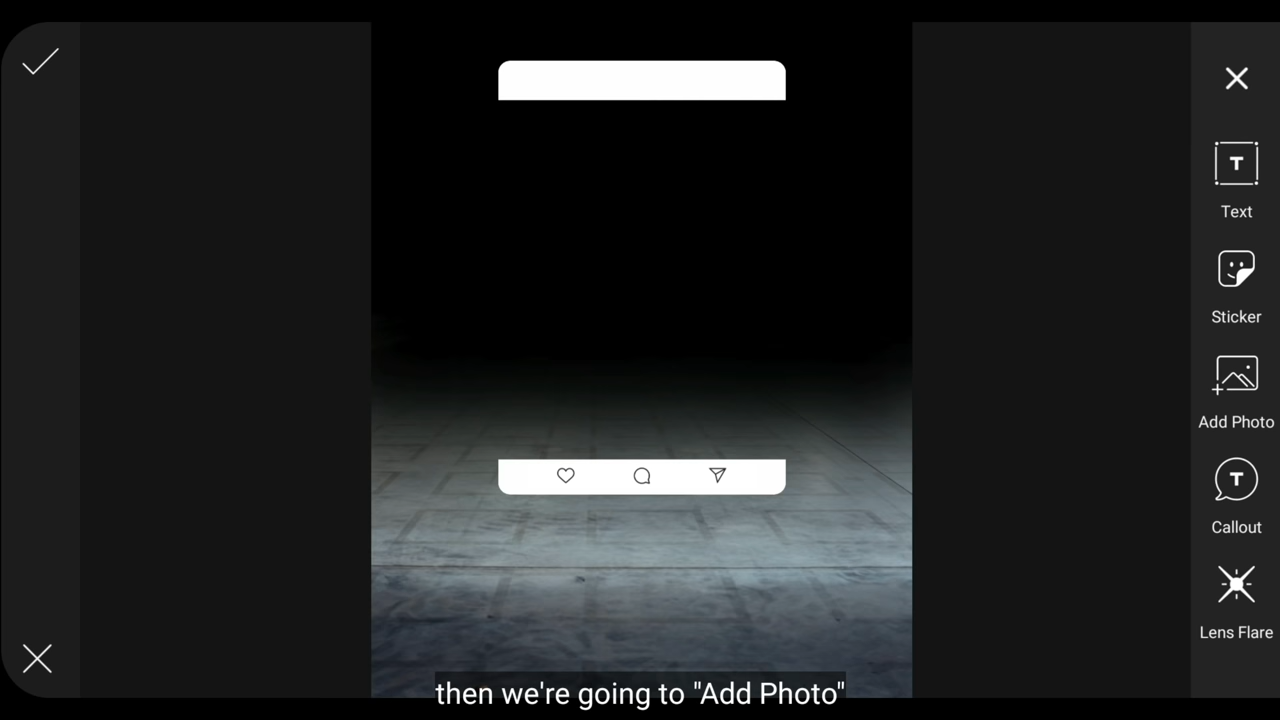 T
Text
Sticker
Add Photo
T
Callout
Lens Flare
then we're going to "Add Photo"